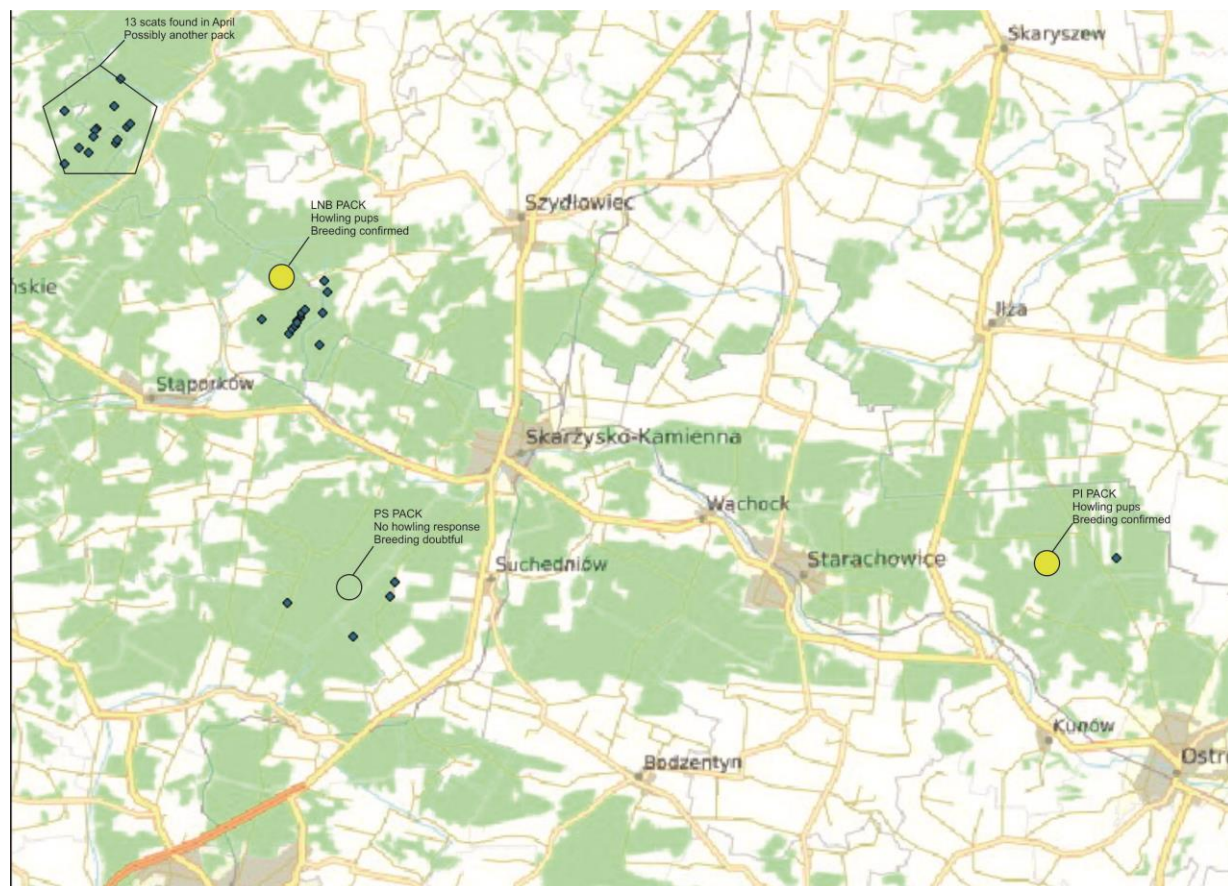 13 scats found in April
Possibly another pack
Skaryszew
LNB PACK
Howling pups
Breeding confirmed
Szydłowiec
ńskie
Iłża
Stąporków
Skarżysko-Kamienna
PI PACK
Howling pups
Breeding confirmed
Wąchock
PS PACK
No howling response
Breeding doubtful
Suchedniów
Starachowice
Kunów
Ostr
Bodzentyn